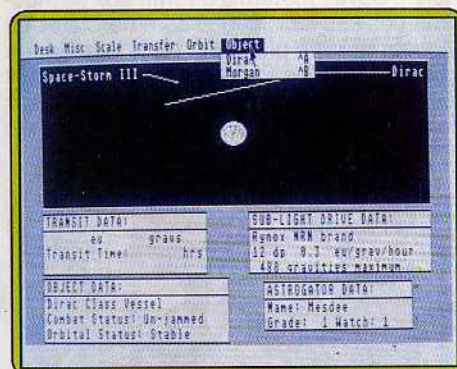 Desk Misc Scale Transfer Orbit Object
Dirac ^A
Morgan ^B
Space-Storm III
Dirac
TRANSIT DATA:
eu gravs
Transit Time: hrs
SUB-LIGHT DRIVE DATA:
Rynox WRM brand
12 dp 0.3 eu/grav/hour
480 gravities maximum
OBJECT DATA:
Dirac Class Vessel
Combat Status: Un-jammed
Orbital Status: Stable
ASTROGATOR DATA:
Name: Mesdee
Grade: 1 Watch: 1